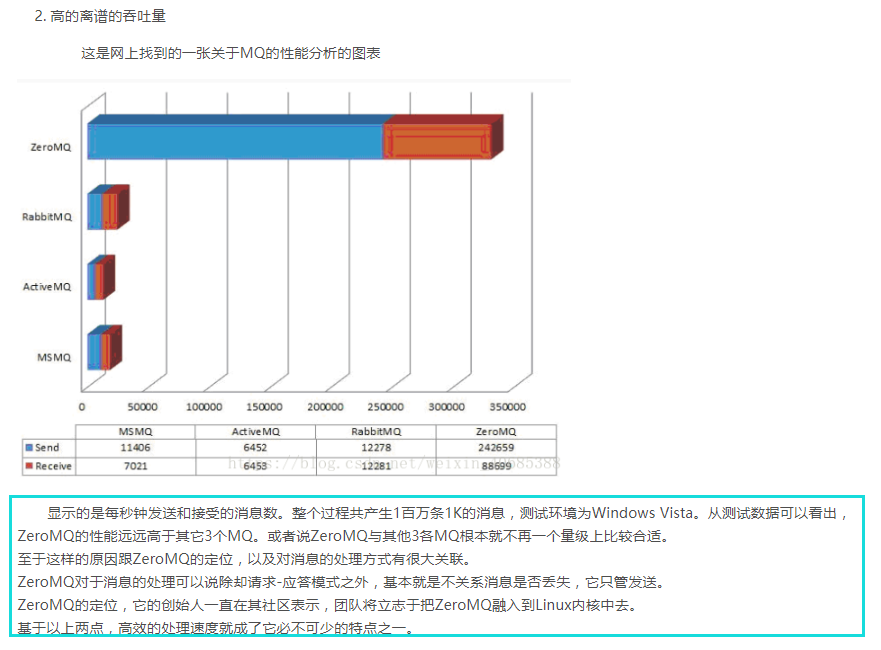 2. 高的离谱的吞吐量
这是网上找到的一张关于MQ的性能分析的图表
ZeroMQ
RabbitMQ
ActiveMQ
MSMQ
0 50000 100000 150000 200000 250000 300000 350000
MSMQ ActiveMQ RabbitMQ ZeroMQ
Send 11406 6452 12278 242659
Receive 7021 6453 12281 88699
显示的是每秒钟发送和接受的消息数。整个过程共产生1百万条1K的消息，测试环境为Windows Vista。从测试数据可以看出，
ZeroMQ的性能远远高于其它3个MQ。或者说ZeroMQ与其他3各MQ根本就不再一个量级上比较合适。
至于这样的原因跟ZeroMQ的定位，以及对消息的处理方式有很大关联。
ZeroMQ对于消息的处理可以说除却请求-应答模式之外，基本就是不关系消息是否丢失，它只管发送。
ZeroMQ的定位，它的创始人一直在其社区表示，团队将立志于把ZeroMQ融入到Linux内核中去。
基于以上两点，高效的处理速度就成了它必不可少的特点之一。